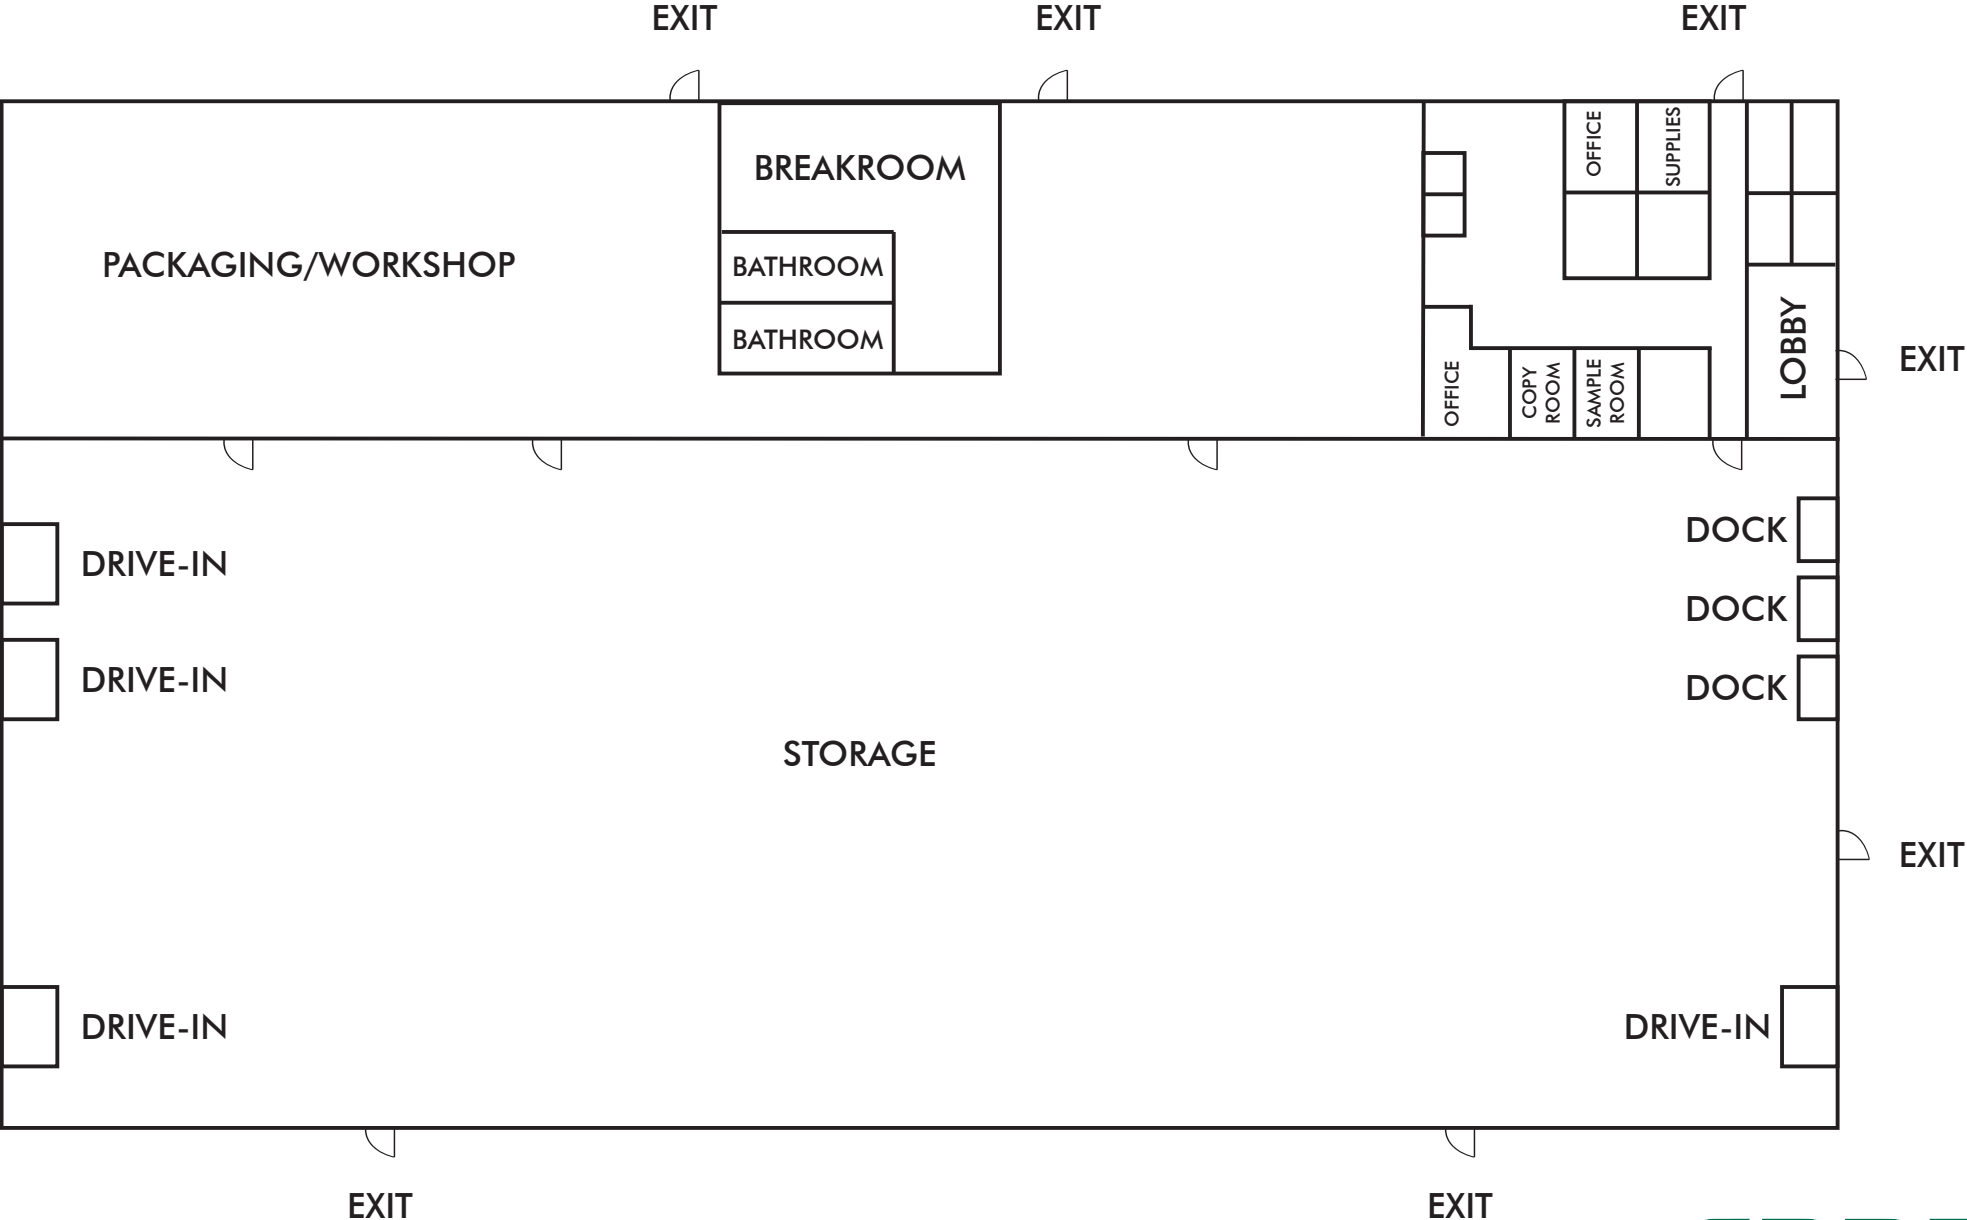 EXIT
EXIT
EXIT
BREAKROOM
OFFICE
SUPPLIES
PACKAGING/WORKSHOP
BATHROOM
BATHROOM
LOBBY
EXIT
OFFICE
COPY
ROOM
SAMPLE
ROOM
DOCK
DRIVE-IN
DOCK
DRIVE-IN
DOCK
STORAGE
EXIT
DRIVE-IN
DRIVE-IN
EXIT
EXIT